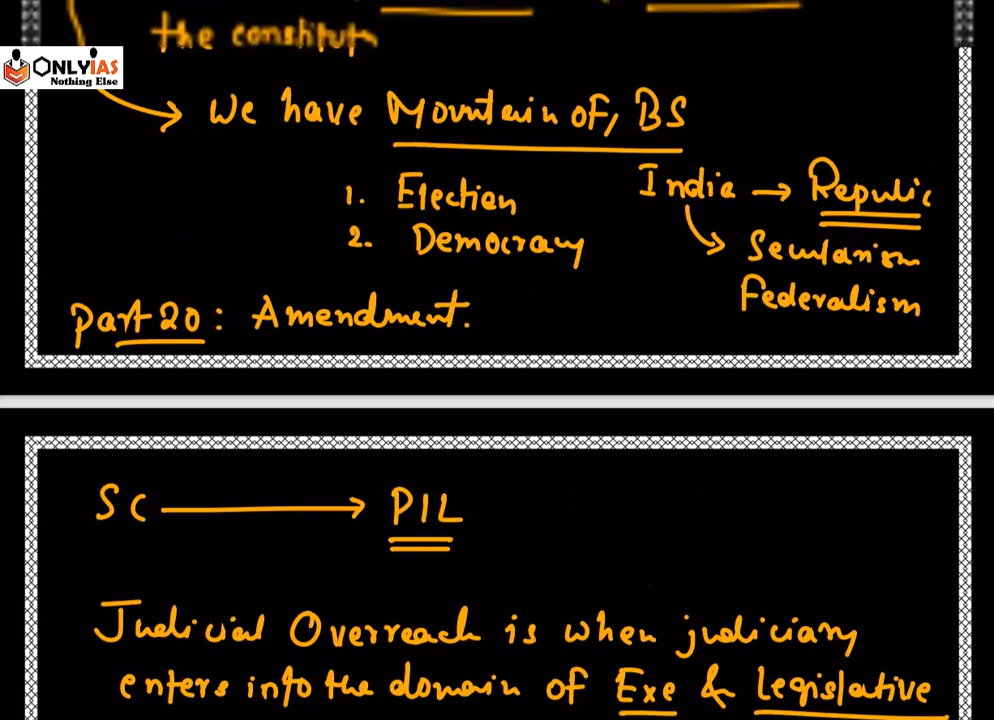 the constitutn
ONLYIAS
Nothing Else
We have Mountain of, BS
1. Election
2. Democracy
India → Republic
Secularism
Federalism
Part 20: Amendment.
SC → PIL
Judicial Overreach is when judiciary
enters into the domain of Exe & Legislative